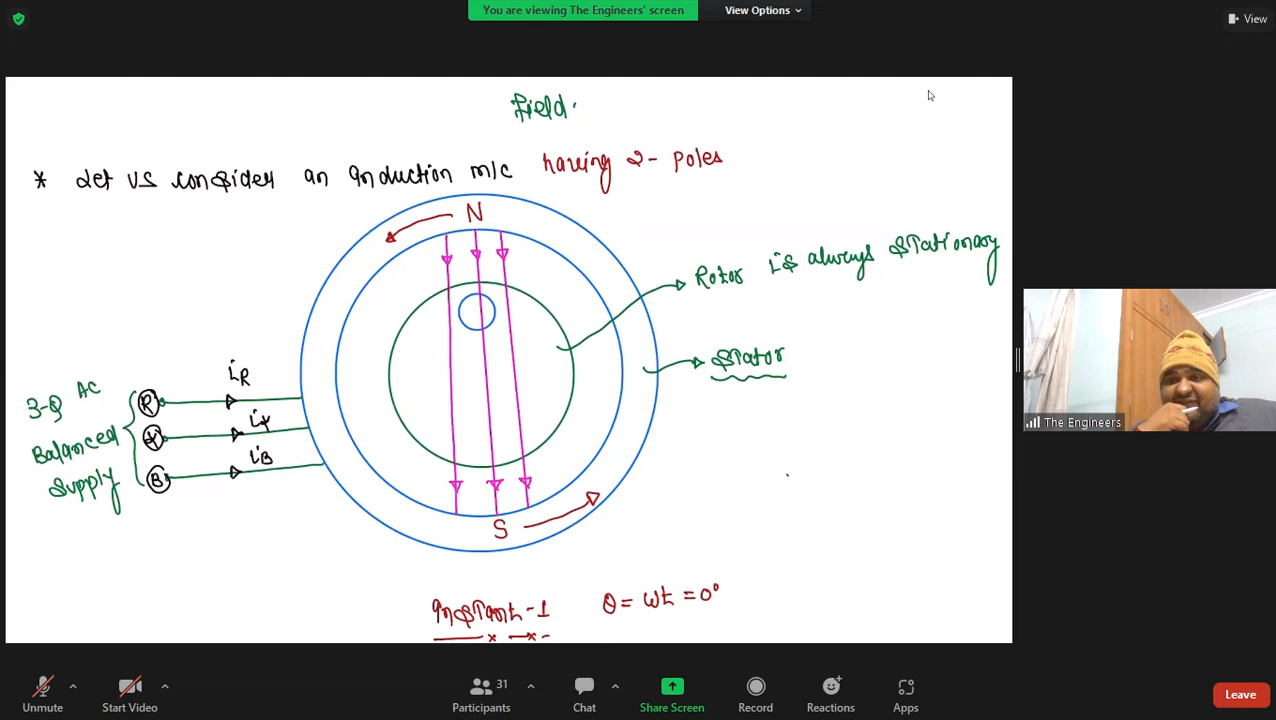 You are viewing The Engineers' screen
View Options
View
Field.
* Let us consider an induction m/c having 2- poles
N
Rotor is always stationary
Stator
3-φ AC
Balanced
supply
R
Y
B
iR
iY
iB
S
The Engineers
Instant-1 θ = ωt = 0°
Unmute
Start Video
31
Participants
Chat
Share Screen
Record
Reactions
Apps
Leave